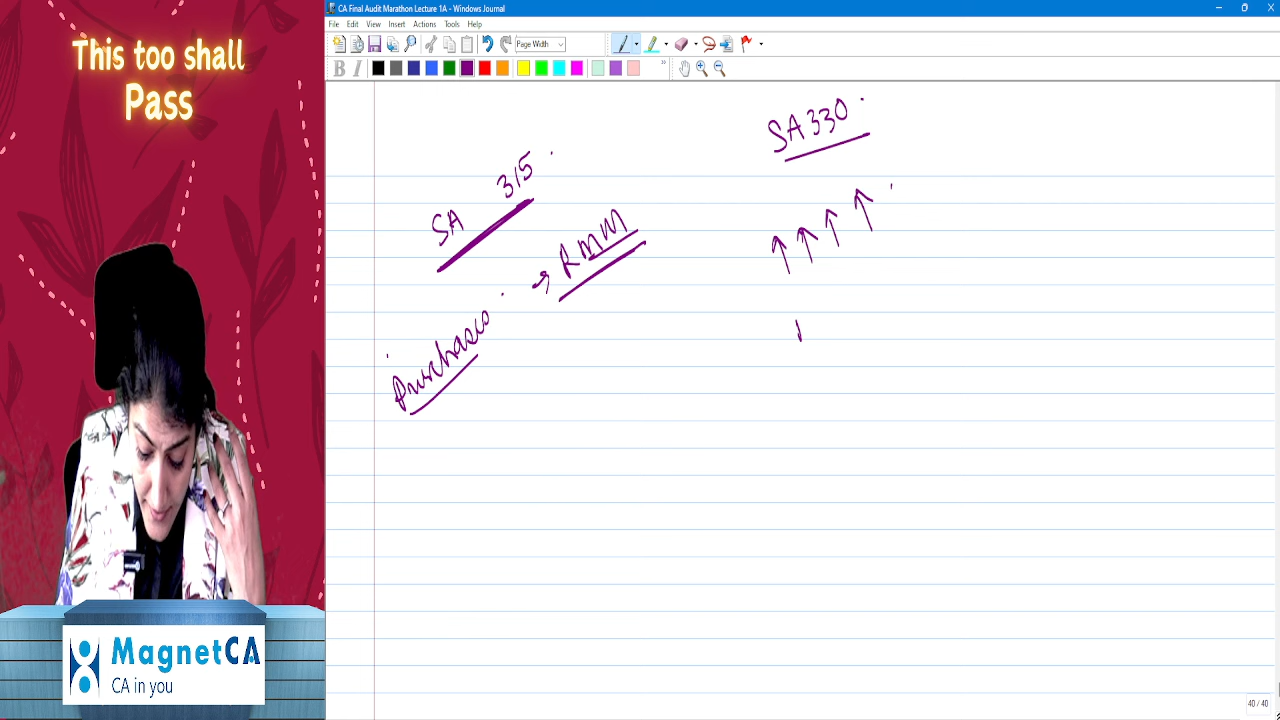 This too shall
Pass
MagnetCA
CA in you
CA Final Audit Marathon Lecture 1A - Windows Journal
File Edit View Insert Actions Tools Help
Page Width
B I
SA 315
→ RMM
Purchases
SA 330
↑ ↑ ↑ ↑
40 / 40